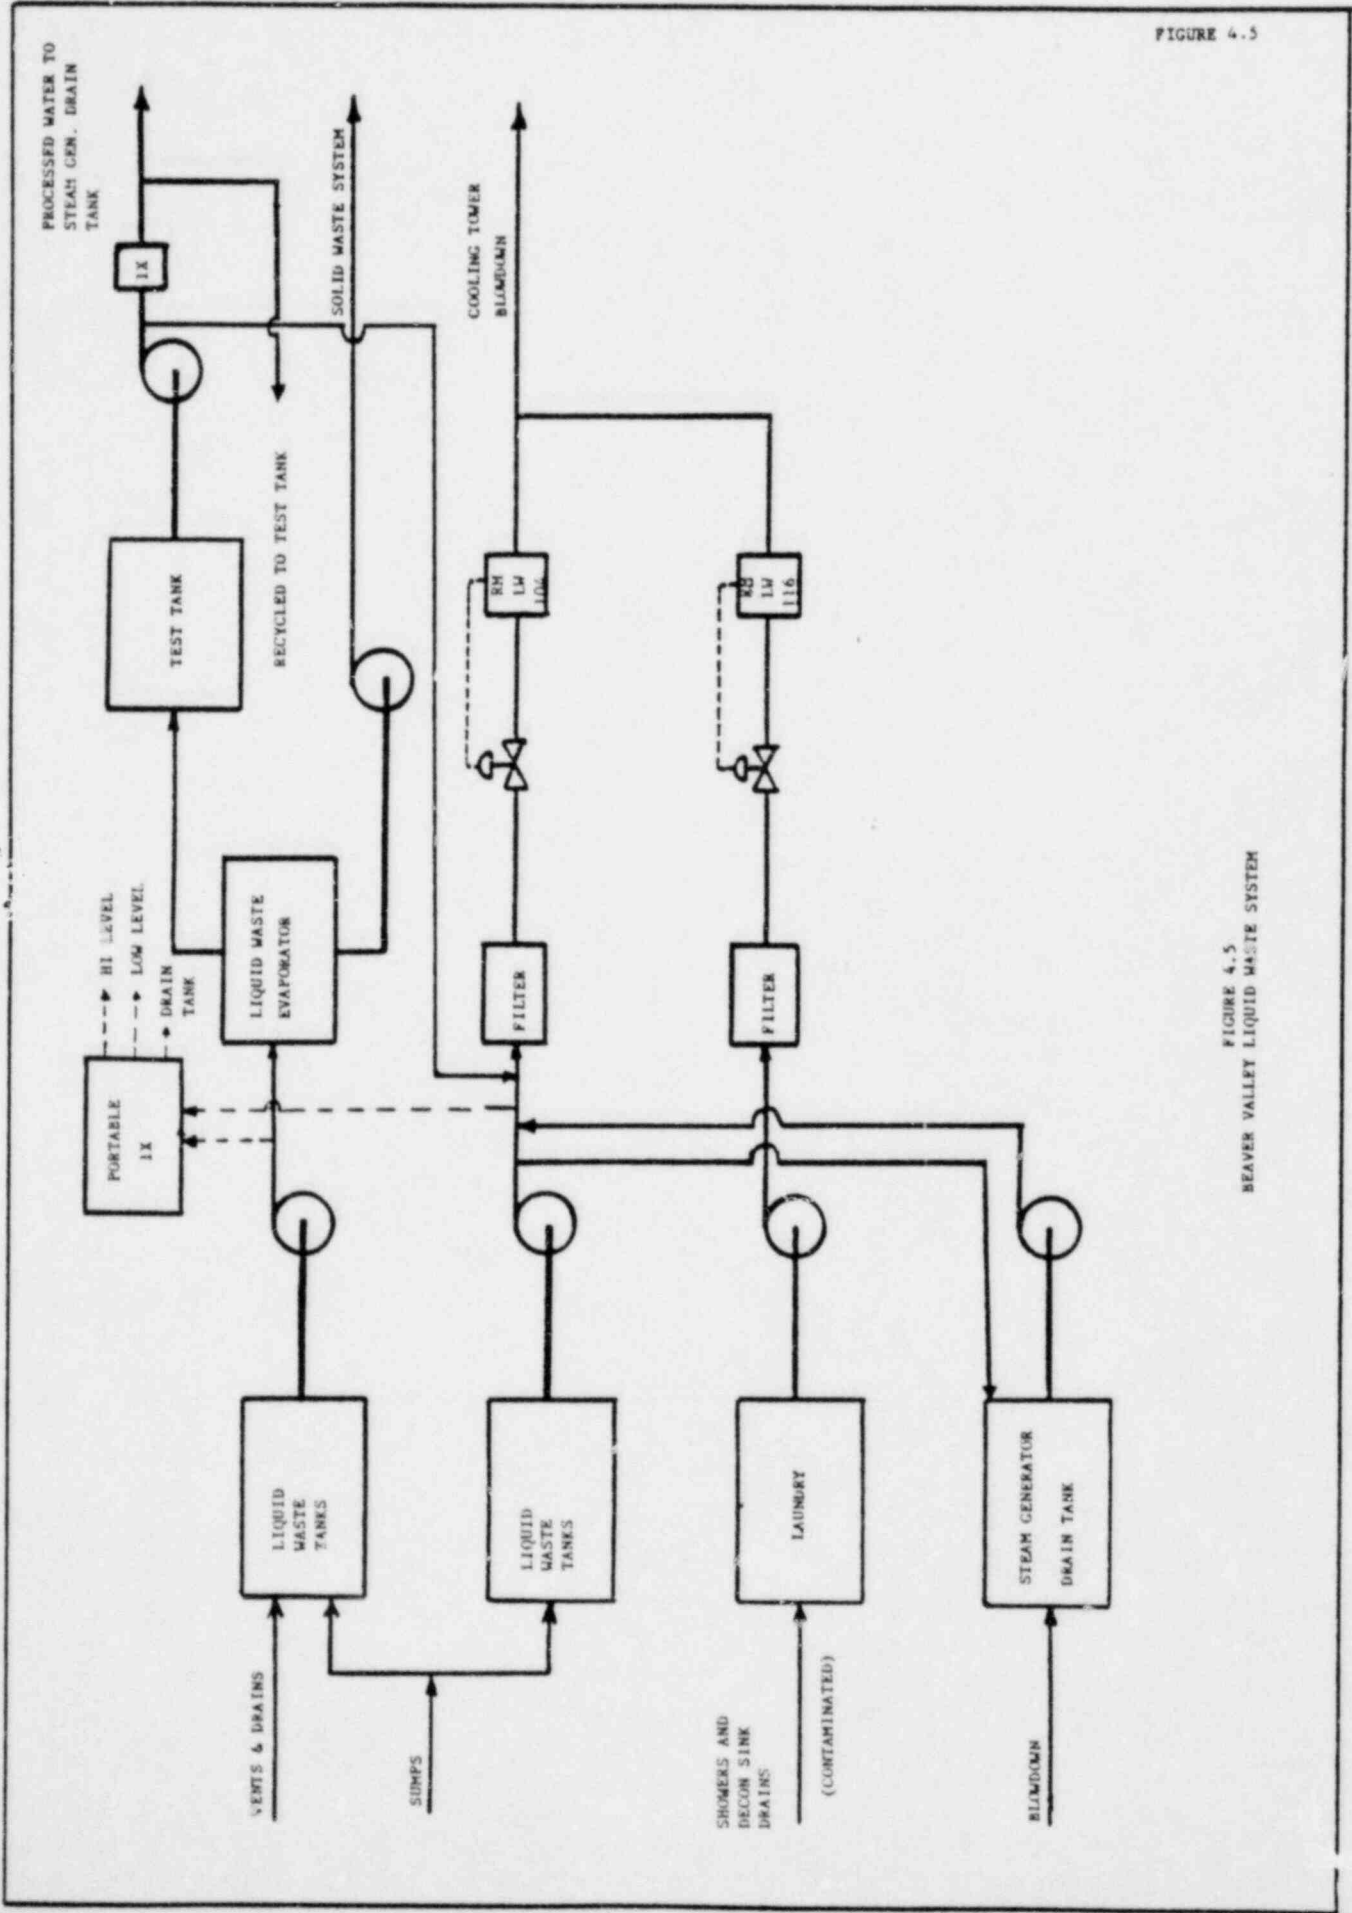 FIGURE 4.5
PROCESSED WATER TO
STEAM GEN. DRAIN
TANK
1X
SOLID WASTE SYSTEM
COOLING TOWER
BLOWDOWN
RECYCLED TO TEST TANK
TEST TANK
RM
LW
104
RM
LW
116
HI LEVEL
LOW LEVEL
DRAIN
TANK
PORTABLE
1X
LIQUID WASTE
EVAPORATOR
FILTER
FILTER
LIQUID
WASTE
TANKS
LIQUID
WASTE
TANKS
LAUNDRY
STEAM GENERATOR
DRAIN TANK
VENTS & DRAINS
SUMPS
SHOWERS AND
DECON SINK
DRAINS
(CONTAMINATED)
BLOWDOWN
FIGURE 4.5
BEAVER VALLEY LIQUID WASTE SYSTEM